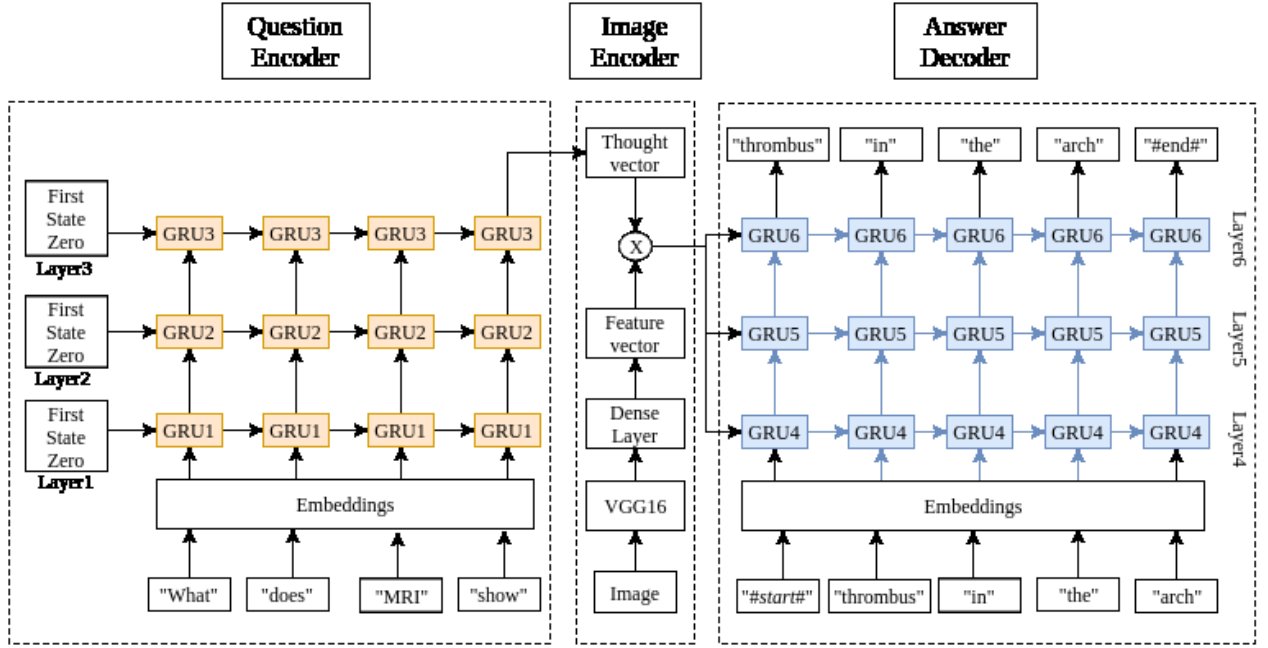 Question
Encoder
Image
Encoder
Answer
Decoder
First
State
Zero
Layer3
GRU3
GRU3
GRU3
GRU3
First
State
Zero
Layer2
GRU2
GRU2
GRU2
GRU2
First
State
Zero
Layer1
GRU1
GRU1
GRU1
GRU1
Embeddings
"What"
"does"
"MRI"
"show"
Thought
vector
X
Feature
vector
Dense
Layer
VGG16
Image
"thrombus"
"in"
"the"
"arch"
"#end#"
GRU6
GRU6
GRU6
GRU6
GRU6
Layer6
GRU5
GRU5
GRU5
GRU5
GRU5
Layer5
GRU4
GRU4
GRU4
GRU4
GRU4
Layer4
Embeddings
"#start#"
"thrombus"
"in"
"the"
"arch"